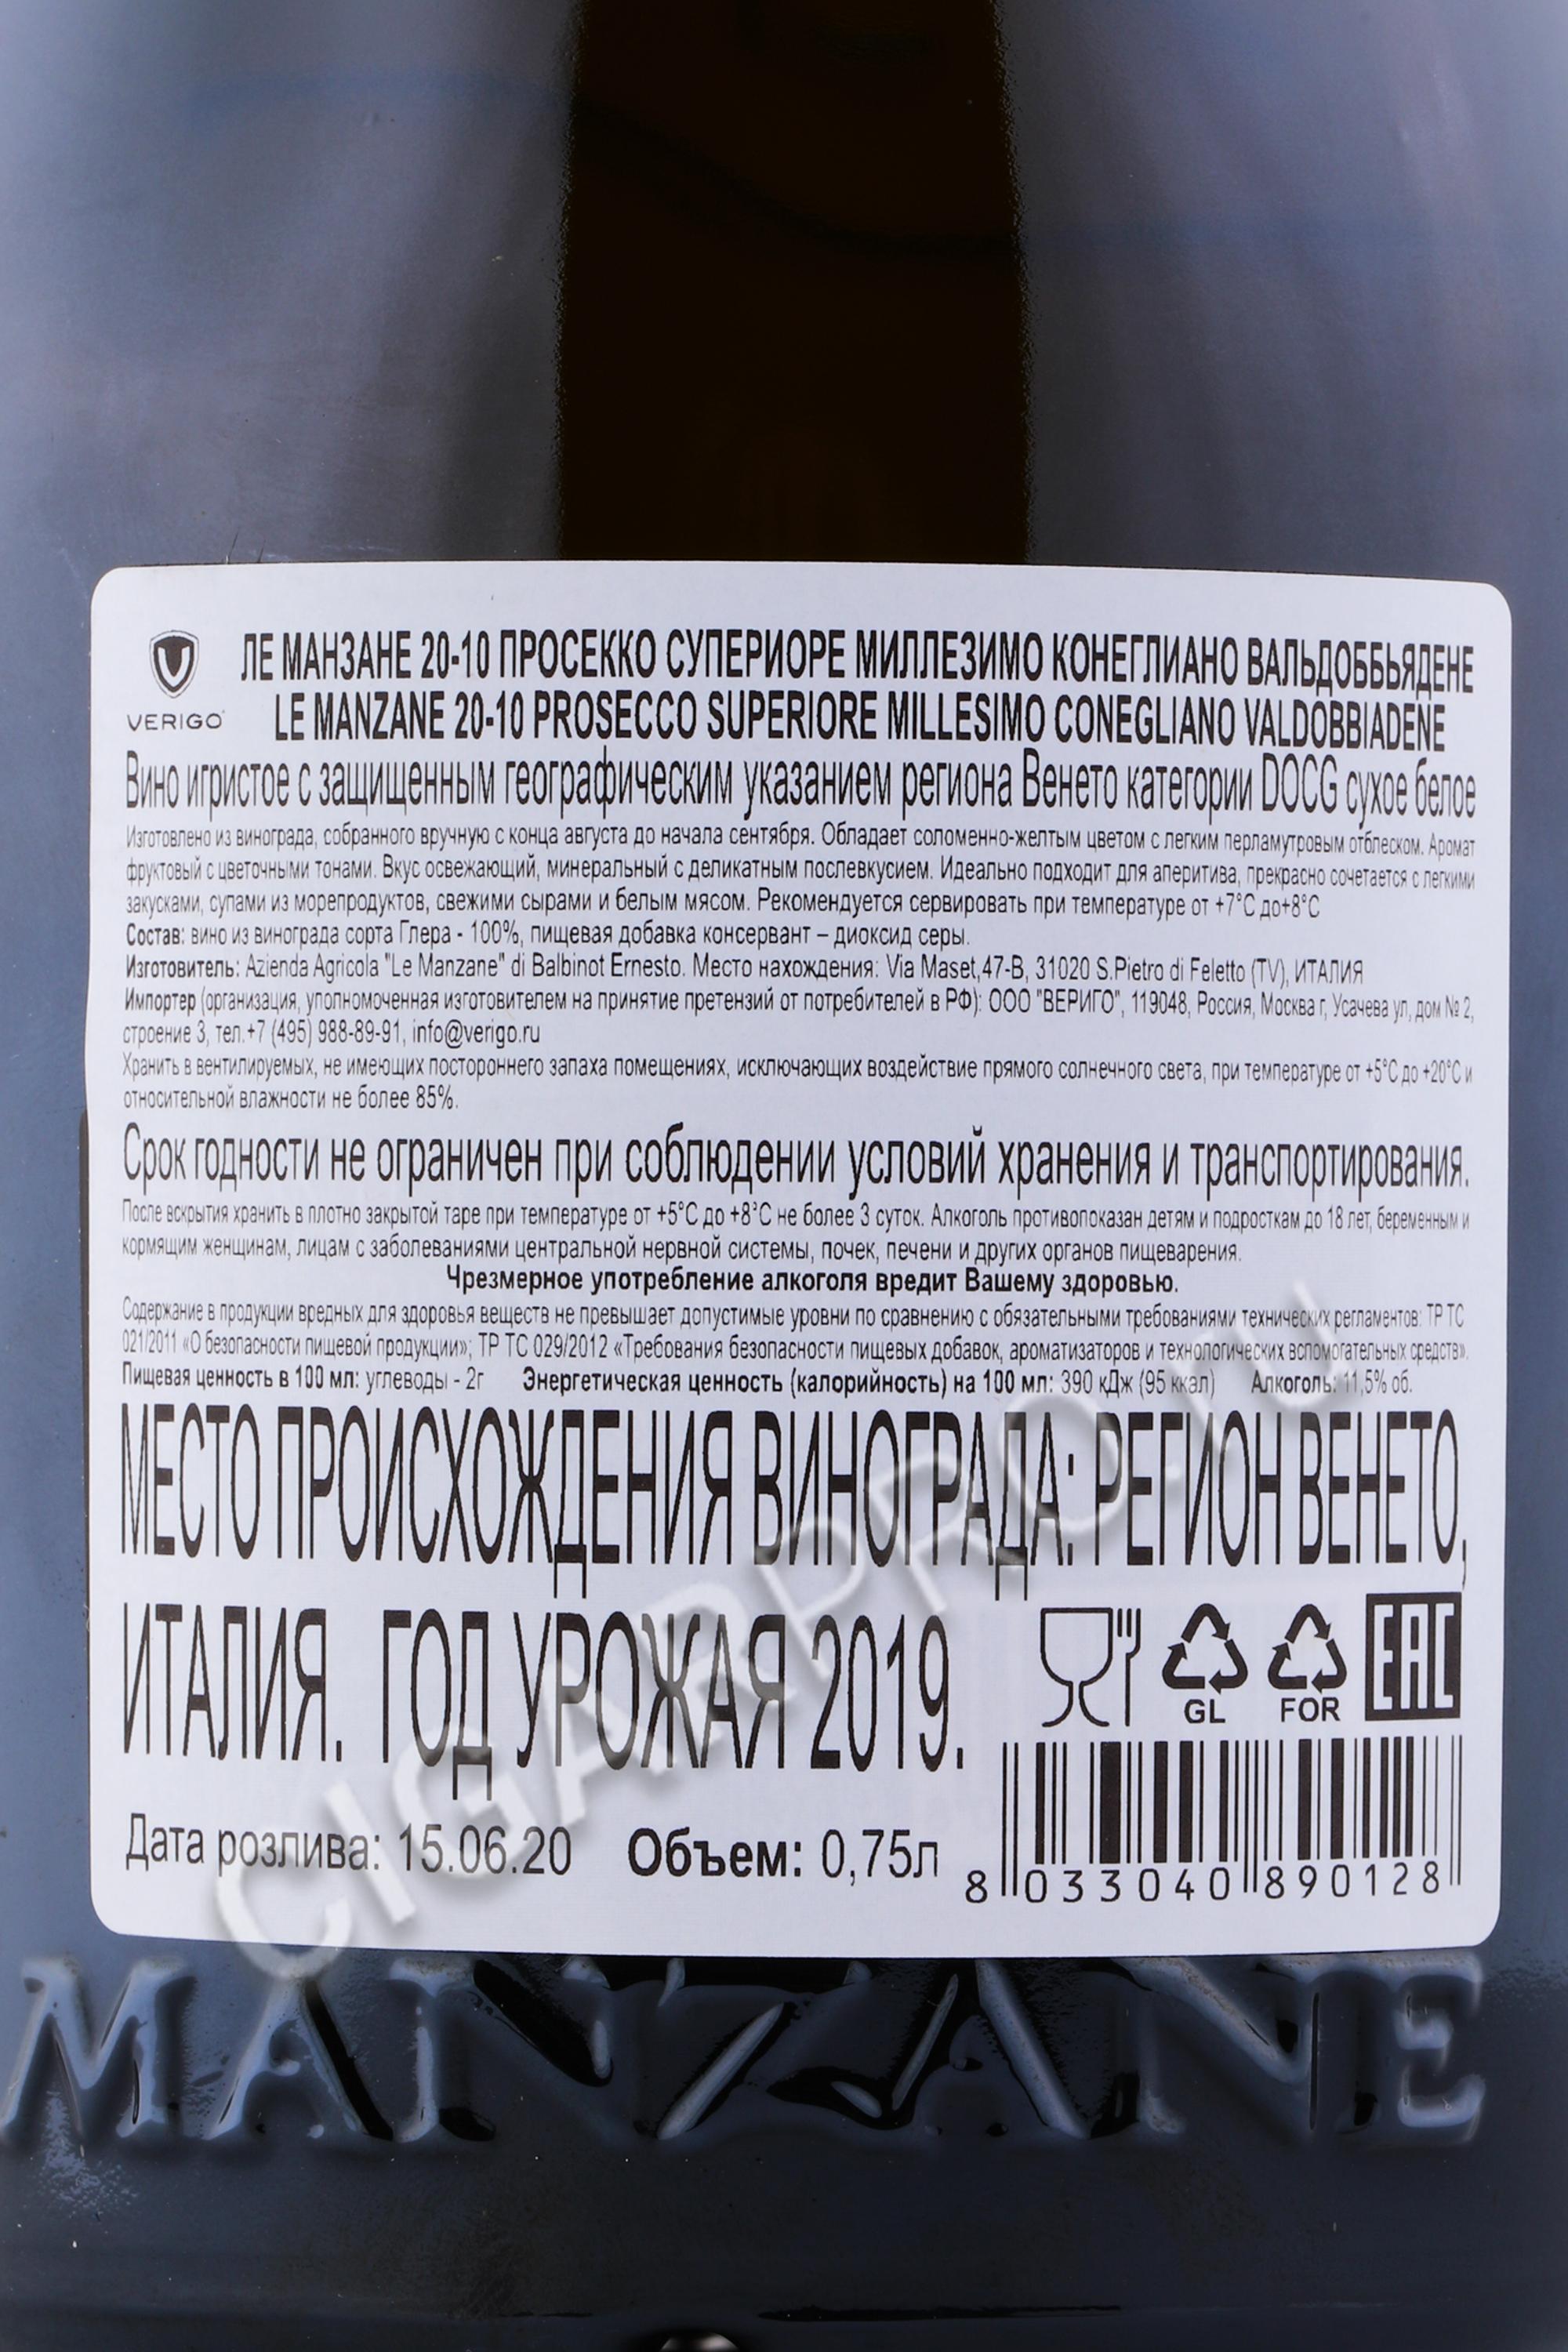 ЛЕ МАНЗАНЕ 20-10 ПРОСЕККО СУПЕРИОРЕ МИЛЛЕЗИМО КОНЕГЛИАНО ВАЛЬДОББЬЯДЕНЕ
VERIGO
LE MANZANE 20-10 PROSECCO SUPERIORE MILLESIMO CONEGLIANO VALDOBBIADENE
Вино игристое с защищенным географическим указанием региона Венето категории DOCG сухое белое
Изготовлено из винограда, собранного вручную с конца августа до начала сентября. Обладает соломенно-желтым цветом с легким перламутровым отблеском. Аромат
фруктовый с цветочными тонами. Вкус освежающий, минеральный с деликатным послевкусием. Идеально подходит для аперитива, прекрасно сочетается с легкими
закусками, супами из морепродуктов, свежими сырами и белым мясом. Рекомендуется сервировать при температуре от +7°С до+8°С
Состав: вино из винограда сорта Глера - 100%, пищевая добавка консервант – диоксид серы.
Изготовитель: Azienda Agricola "Le Manzane" di Balbinot Ernesto. Место нахождения: Via Maset,47-B, 31020 S.Pietro di Feletto (TV), ИТАЛИЯ
Импортер (организация, уполномоченная изготовителем на принятие претензий от потребителей в РФ): ООО "ВЕРИГО", 119048, Россия, Москва г, Усачева ул, дом № 2,
строение 3, тел.+7 (495) 988-89-91, info@verigo.ru
Хранить в вентилируемых, не имеющих постороннего запаха помещениях, исключающих воздействие прямого солнечного света, при температуре от +5°С до +20°С и
относительной влажности не более 85%.
Срок годности не ограничен при соблюдении условий хранения и транспортирования.
После вскрытия хранить в плотно закрытой таре при температуре от +5°С до +8°С не более 3 суток. Алкоголь противопоказан детям и подросткам до 18 лет, беременным и
кормящим женщинам, лицам с заболеваниями центральной нервной системы, почек, печени и других органов пищеварения.
Чрезмерное употребление алкоголя вредит Вашему здоровью.
Содержание в продукции вредных для здоровья веществ не превышает допустимые уровни по сравнению с обязательными требованиями технических регламентов: ТР ТС
021/2011 «О безопасности пищевой продукции»; ТР ТС 029/2012 «Требования безопасности пищевых добавок, ароматизаторов и технологических вспомогательных средств».
Пищевая ценность в 100 мл: углеводы - 2г Энергетическая ценность (калорийность) на 100 мл: 390 кДж (95 ккал) Алкоголь: 11,5% об.
МЕСТО ПРОИСХОЖДЕНИЯ ВИНОГРАДА: РЕГИОН ВЕНЕТО,
ИТАЛИЯ. ГОД УРОЖАЯ 2019.
GL FOR EAC
Дата розлива: 15.06.20 Объем: 0,75л
8 033040 890128
CIGARPRO.ru
MANZANE